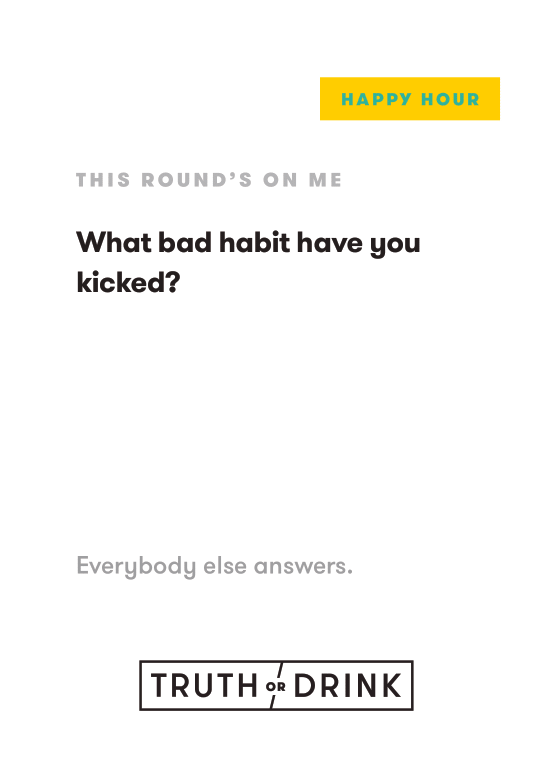 HAPPY HOUR
THIS ROUND'S ON ME
What bad habit have you
kicked?
Everybody else answers.
TRUTH OR DRINK